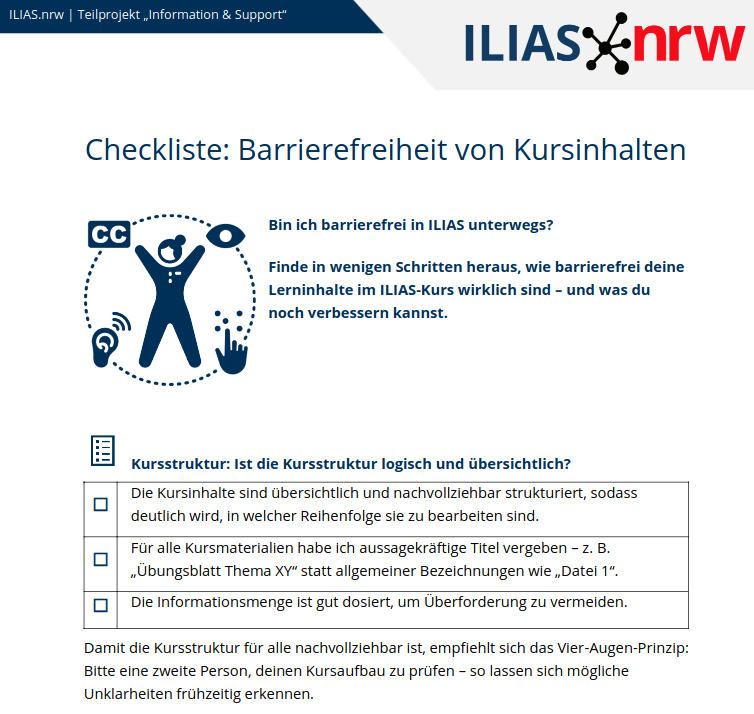 ILIAS.nrw | Teilprojekt „Information & Support“
ILIAS nrw
Checkliste: Barrierefreiheit von Kursinhalten
CC
Bin ich barrierefrei in ILIAS unterwegs?
Finde in wenigen Schritten heraus, wie barrierefrei deine
Lerninhalte im ILIAS-Kurs wirklich sind – und was du
noch verbessern kannst.
Kursstruktur: Ist die Kursstruktur logisch und übersichtlich?
Die Kursinhalte sind übersichtlich und nachvollziehbar strukturiert, sodass
deutlich wird, in welcher Reihenfolge sie zu bearbeiten sind.
Für alle Kursmaterialien habe ich aussagekräftige Titel vergeben – z. B.
„Übungsblatt Thema XY“ statt allgemeiner Bezeichnungen wie „Datei 1“.
Die Informationsmenge ist gut dosiert, um Überforderung zu vermeiden.
Damit die Kursstruktur für alle nachvollziehbar ist, empfiehlt sich das Vier-Augen-Prinzip:
Bitte eine zweite Person, deinen Kursaufbau zu prüfen – so lassen sich mögliche
Unklarheiten frühzeitig erkennen.